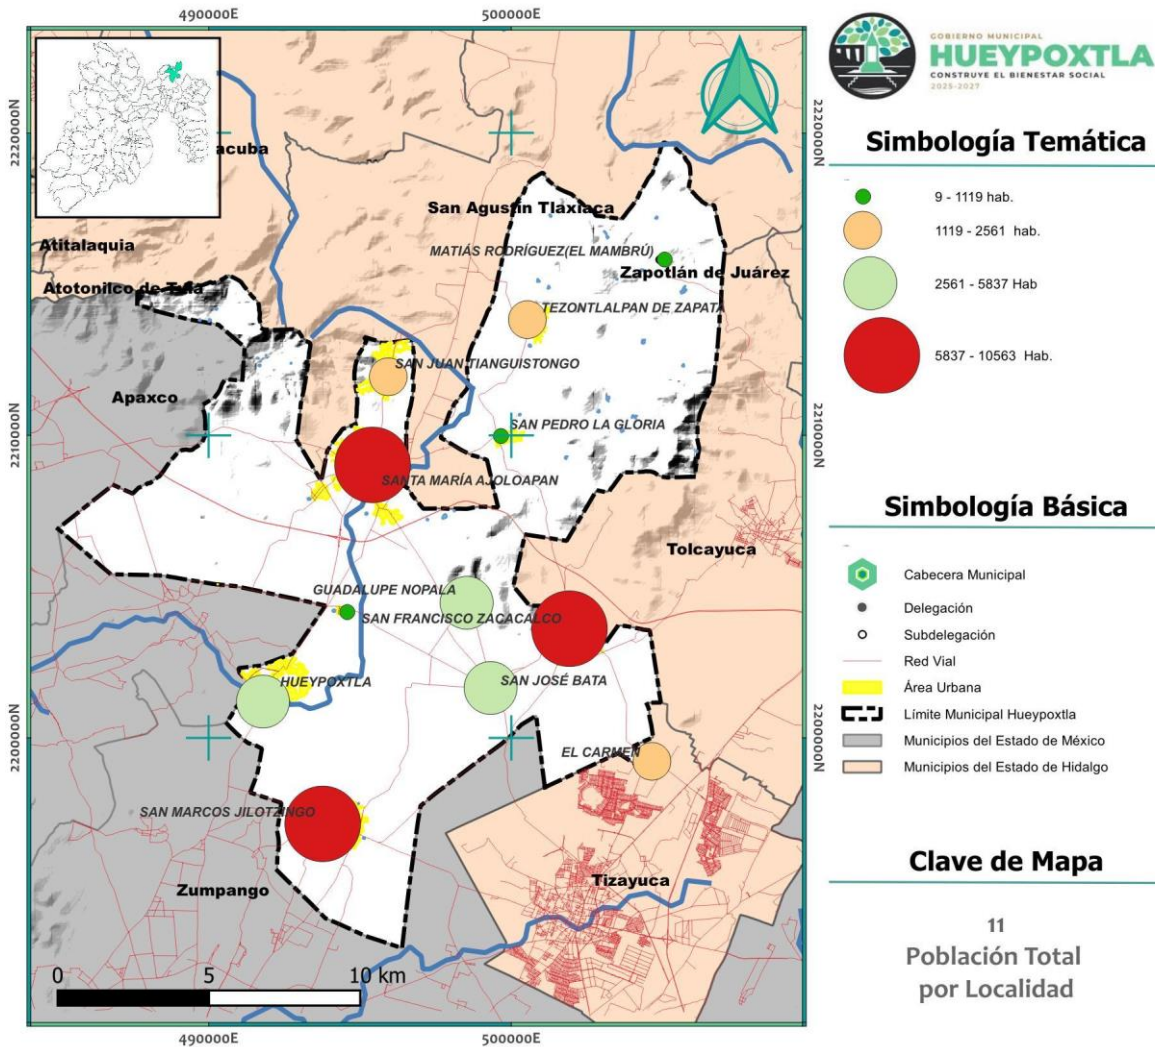 490000E
500000E
2220000N
2210000N
2200000N
2220000N
2210000N
2200000N
acuba
San Agustín Tlaxiaca
Atitalaquia
MATIÁS RODRÍGUEZ(EL MAMBRÚ)
Zapotlán de Juárez
Atotonilco de Tula
TEZONTLALPAN DE ZAPATA
SAN JUAN TIANGUISTONGO
Apaxco
SAN PEDRO LA GLORIA
SANTA MARÍA AJOLOAPAN
Tolcayuca
GUADALUPE NOPALA
SAN FRANCISCO ZACACALCO
HUEYPOXTLA
SAN JOSÉ BATA
EL CARMEN
SAN MARCOS JILOTZINGO
Zumpango
Tizayuca
0 5 10 km
490000E
500000E
GOBIERNO MUNICIPAL
HUEYPOXTLA
CONSTRUYE EL BIENESTAR SOCIAL
2025-2027
Simbología Temática
9 - 1119 hab.
1119 - 2561 hab.
2561 - 5837 Hab
5837 - 10563 Hab.
Simbología Básica
Cabecera Municipal
Delegación
Subdelegación
Red Vial
Área Urbana
Límite Municipal Hueypoxtla
Municipios del Estado de México
Municipios del Estado de Hidalgo
Clave de Mapa
11
Población Total
por Localidad